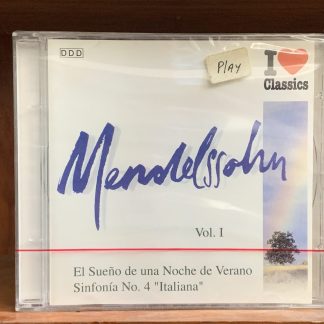 DDD
Play
I
Classics
Mendelssohn
Vol. I
El Sueño de una Noche de Verano
Sinfonía No. 4 "Italiana"